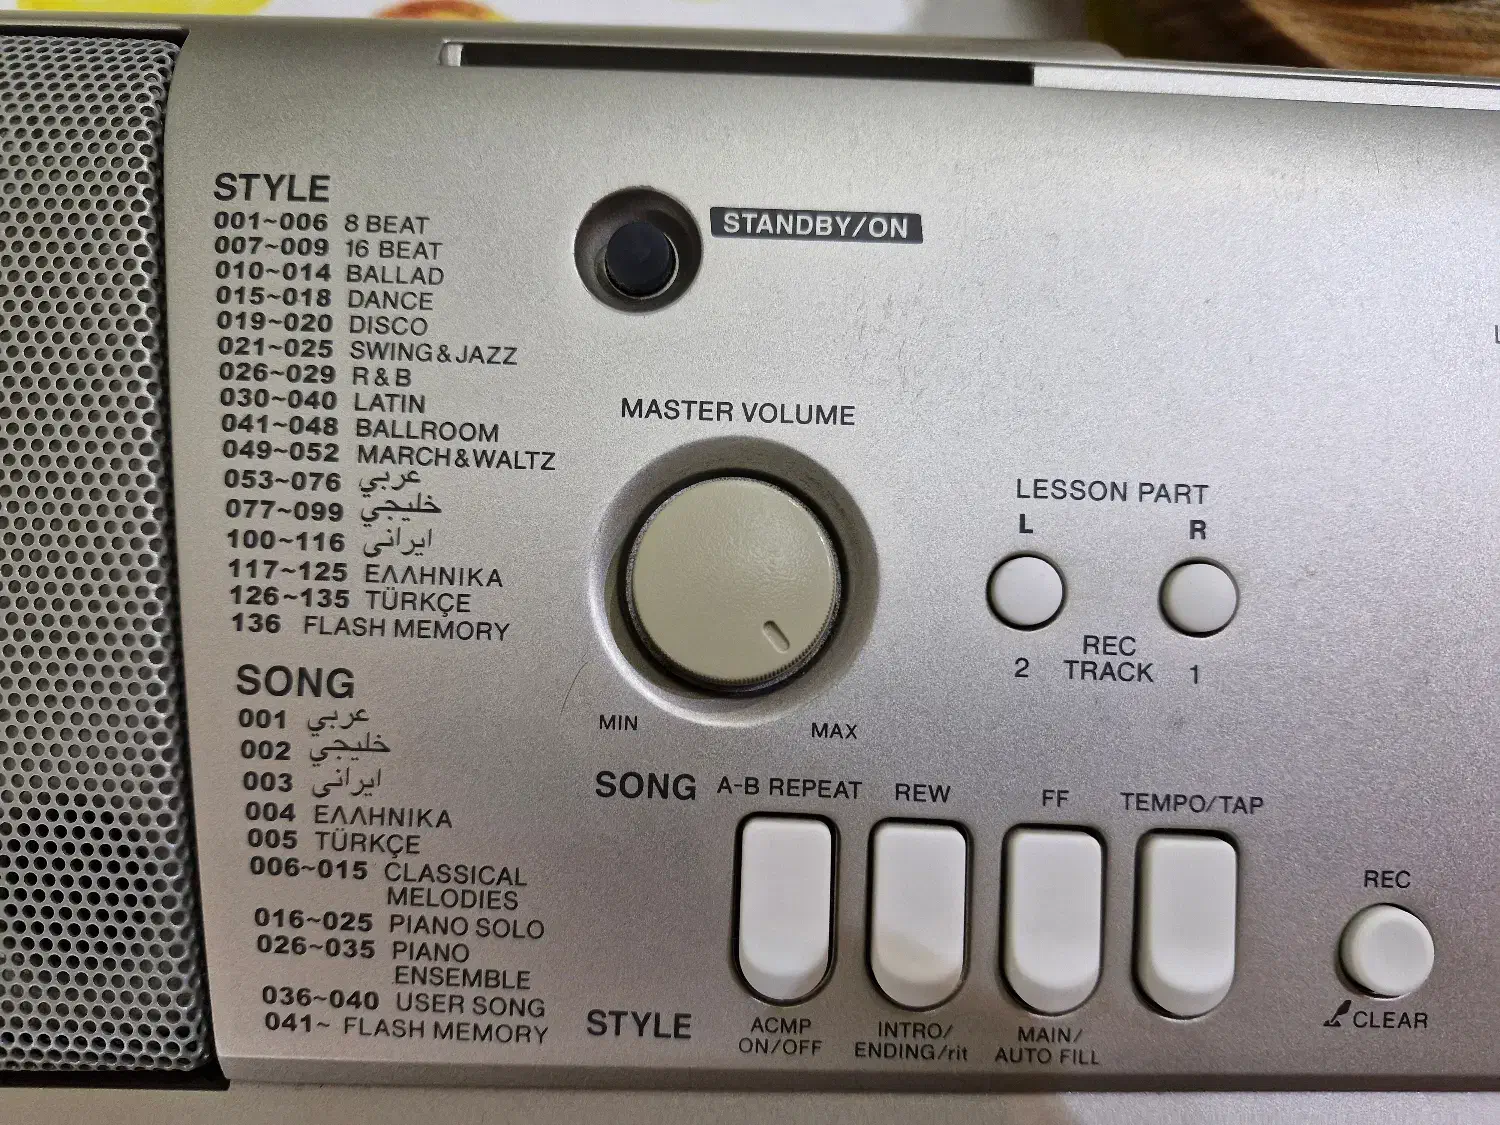 STYLE
001~006 8 BEAT
007~009 16 BEAT
010~014 BALLAD
015~018 DANCE
019~020 DISCO
021~025 SWING&JAZZ
026~029 R&B
030~040 LATIN
041~048 BALLROOM
049~052 MARCH&WALTZ
053~076 عربي
077~099 خليجي
100~116 ايرانى
117~125 ΕΛΛΗΝΙΚΑ
126~135 TÜRKÇE
136 FLASH MEMORY
SONG
001 عربي
002 خليجي
003 ايرانى
004 ΕΛΛΗΝΙΚΑ
005 TÜRKÇE
006~015 CLASSICAL
MELODIES
016~025 PIANO SOLO
026~035 PIANO
ENSEMBLE
036~040 USER SONG
041~ FLASH MEMORY
STANDBY/ON
MASTER VOLUME
MIN MAX
LESSON PART
L R
REC
2 TRACK 1
SONG A-B REPEAT REW FF TEMPO/TAP
STYLE ACMP INTRO/ MAIN/
ON/OFF ENDING/rit AUTO FILL
REC
CLEAR